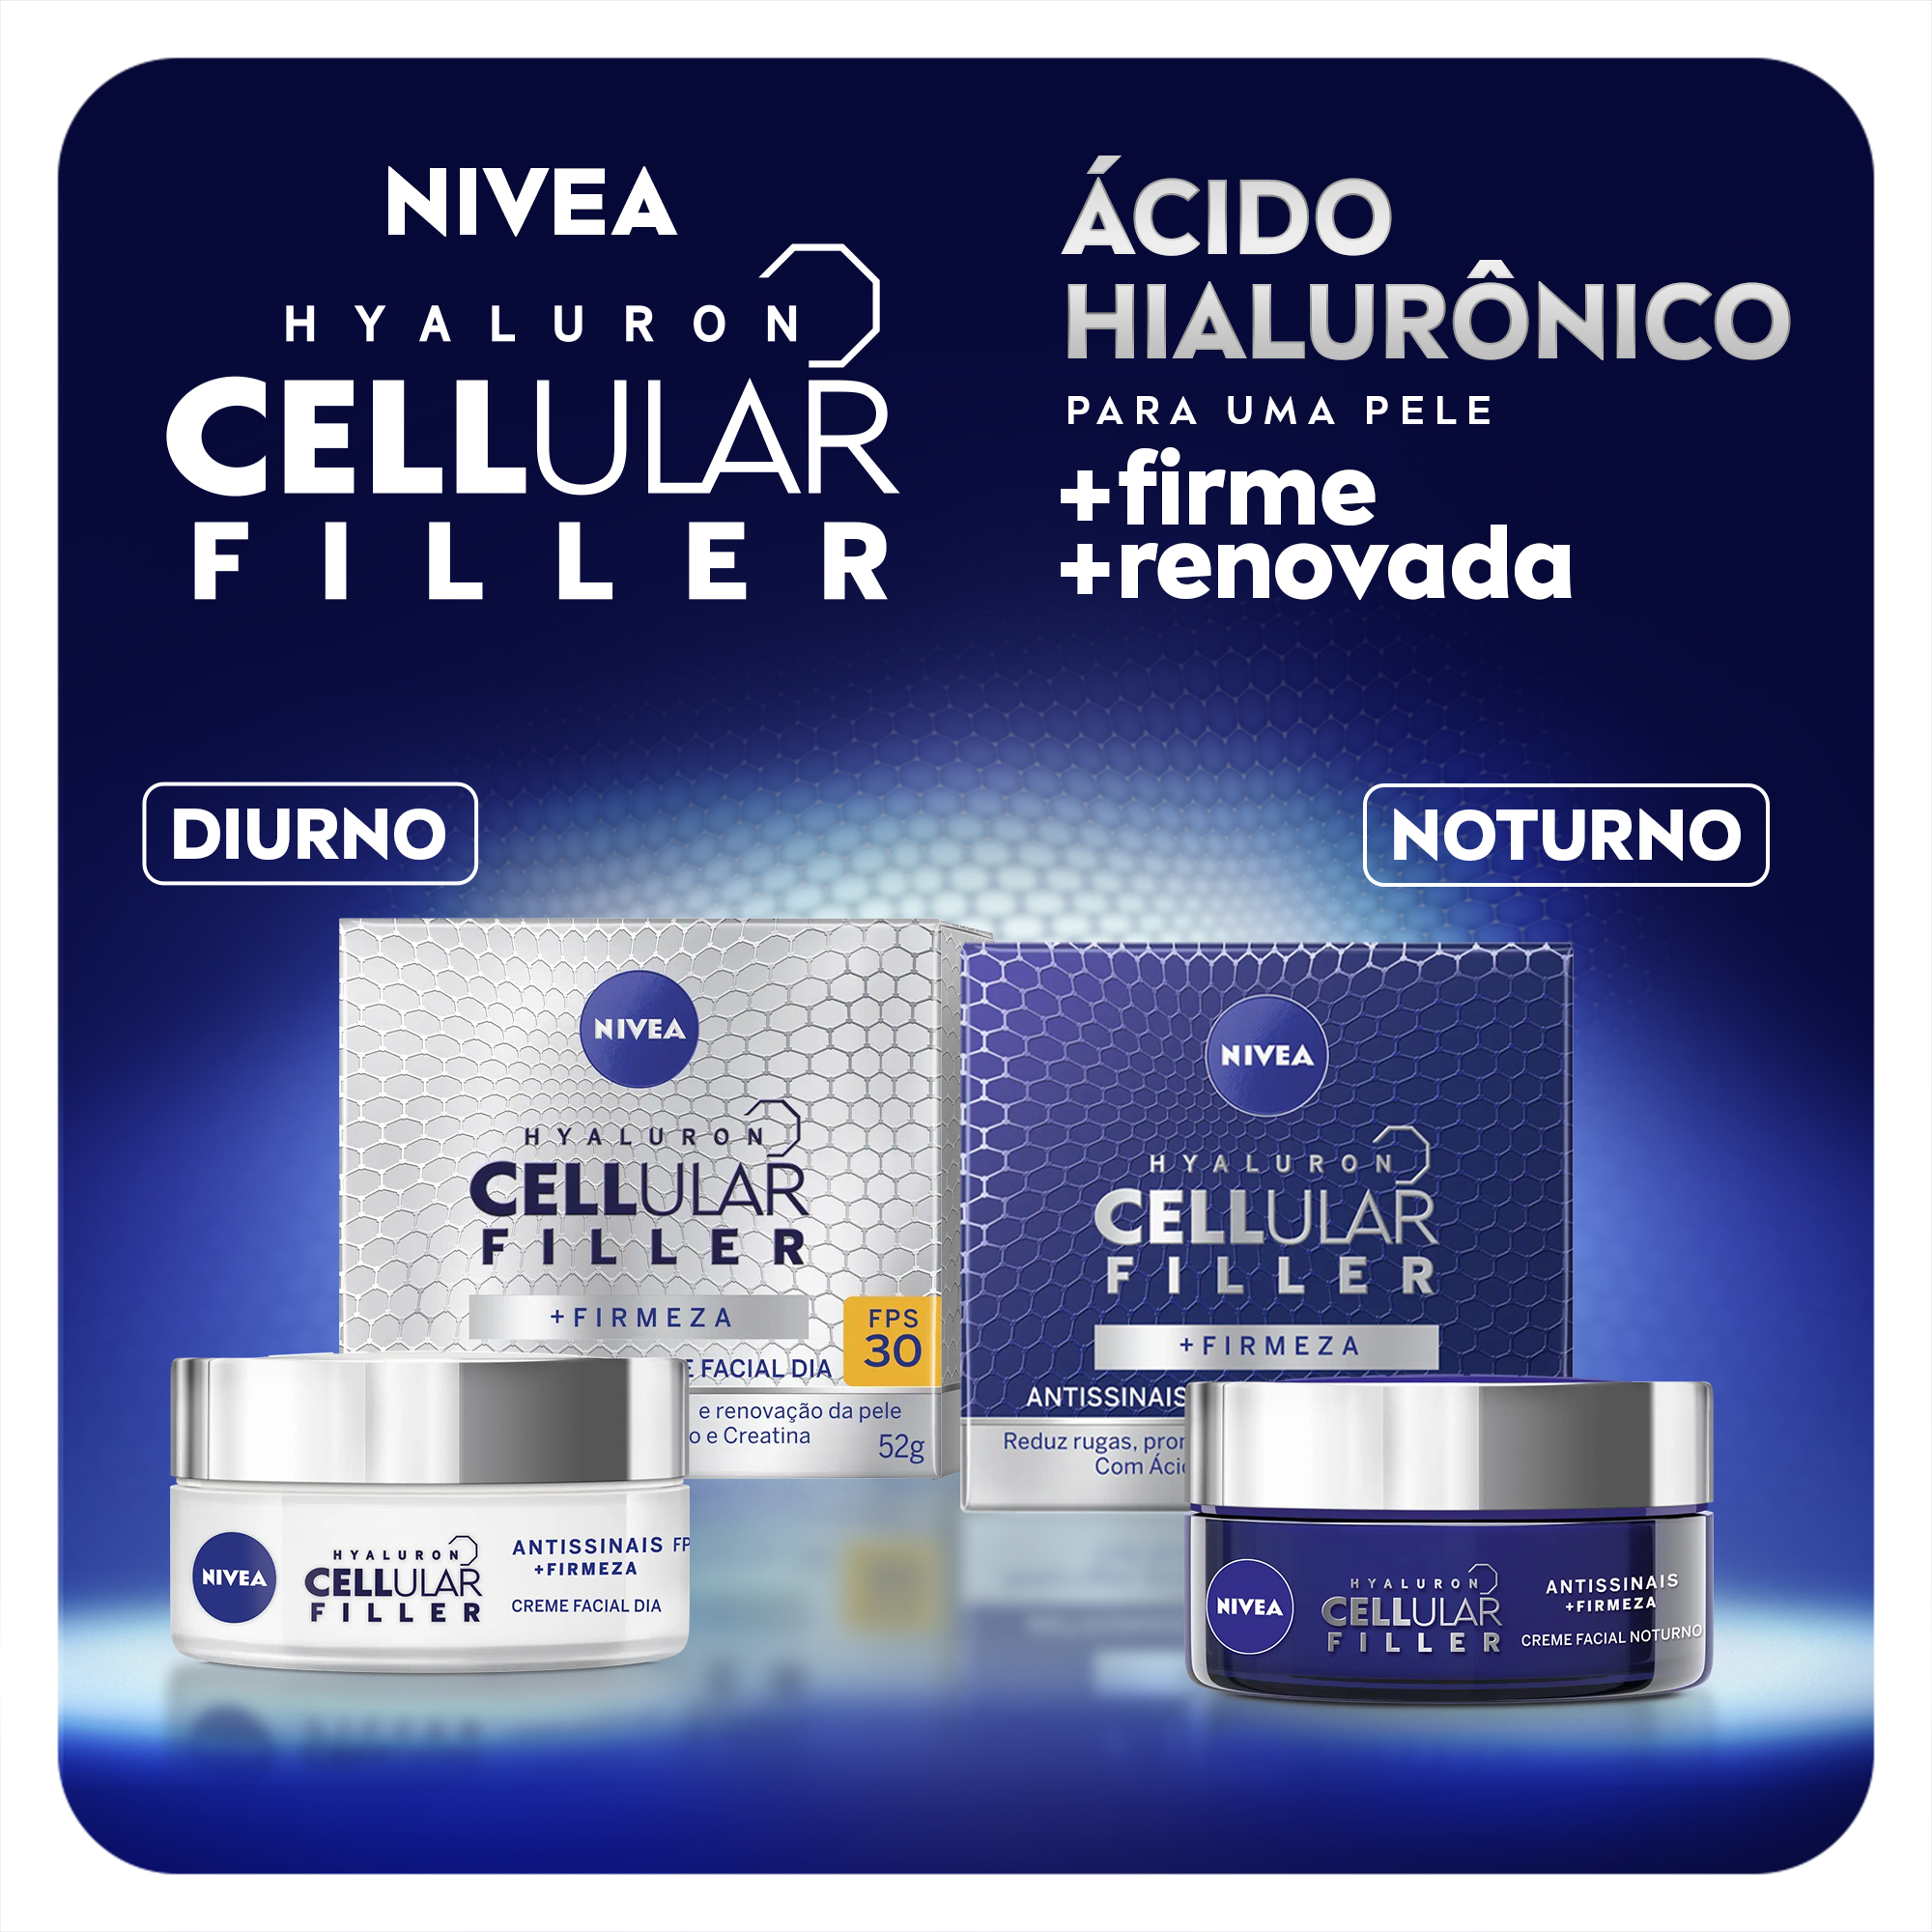 NIVEA
HYALURON
CELLULAR
FILLER
ÁCIDO
HIALURÔNICO
PARA UMA PELE
+firme
+renovada
DIURNO
NOTURNO
NIVEA
HYALURON
CELLULAR
FILLER
+FIRMEZA
FPS
30
FACIAL DIA
e renovação da pele
e Creatina
52g
NIVEA
HYALURON
CELLULAR
FILLER
+FIRMEZA
ANTISSINAIS
Reduz rugas,
Com
NIVEA
HYALURON
CELLULAR
FILLER
ANTISSINAIS
+FIRMEZA
CREME FACIAL DIA
NIVEA
HYALURON
CELLULAR
FILLER
ANTISSINAIS
+FIRMEZA
CREME FACIAL NOTURNO